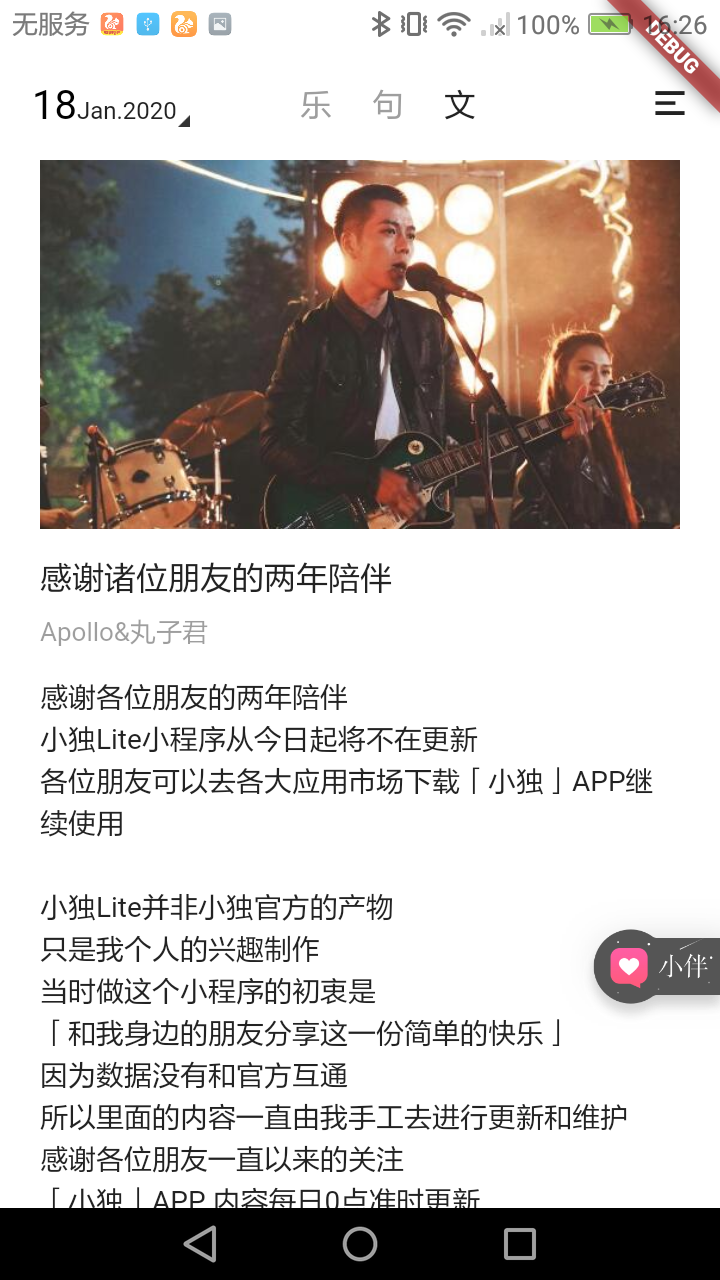 无服务
100%
16:26
DEBUG
18Jan.2020
乐 句 文
感谢诸位朋友的两年陪伴
Apollo&丸子君
感谢各位朋友的两年陪伴
小独Lite小程序从今日起将不在更新
各位朋友可以去各大应用市场下载「小独」APP继
续使用
小独Lite并非小独官方的产物
只是我个人的兴趣制作
当时做这个小程序的初衷是
「和我身边的朋友分享这一份简单的快乐」
因为数据没有和官方互通
所以里面的内容一直由我手工去进行更新和维护
感谢各位朋友一直以来的关注
「小独」APP 内容每日0点准时更新
小伴